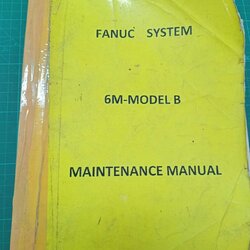 FANUC SYSTEM
6M-MODEL B
MAINTENANCE MANUAL